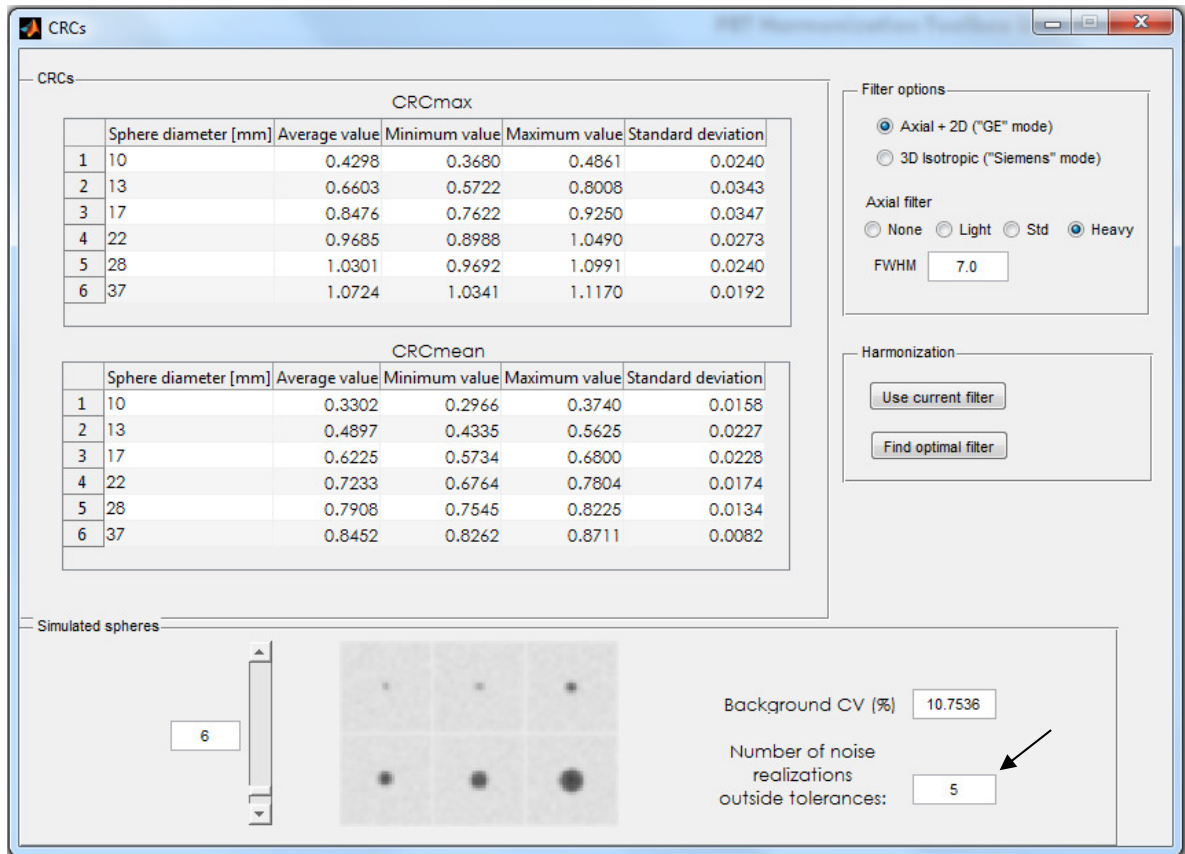 CRCs
CRCs
CRCmax
Sphere diameter [mm] Average value Minimum value Maximum value Standard deviation
1 10 0.4298 0.3680 0.4861 0.0240
2 13 0.6603 0.5722 0.8008 0.0343
3 17 0.8476 0.7622 0.9250 0.0347
4 22 0.9685 0.8988 1.0490 0.0273
5 28 1.0301 0.9692 1.0991 0.0240
6 37 1.0724 1.0341 1.1170 0.0192
CRCmean
Sphere diameter [mm] Average value Minimum value Maximum value Standard deviation
1 10 0.3302 0.2966 0.3740 0.0158
2 13 0.4897 0.4335 0.5625 0.0227
3 17 0.6225 0.5734 0.6800 0.0228
4 22 0.7233 0.6764 0.7804 0.0174
5 28 0.7908 0.7545 0.8225 0.0134
6 37 0.8452 0.8262 0.8711 0.0082
Filter options
Axial + 2D ("GE" mode)
3D Isotropic ("Siemens" mode)
Axial filter
None Light Std Heavy
FWHM 7.0
Harmonization
Use current filter
Find optimal filter
Simulated spheres
6
Background CV (%) 10.7536
Number of noise
realizations
outside tolerances: 5